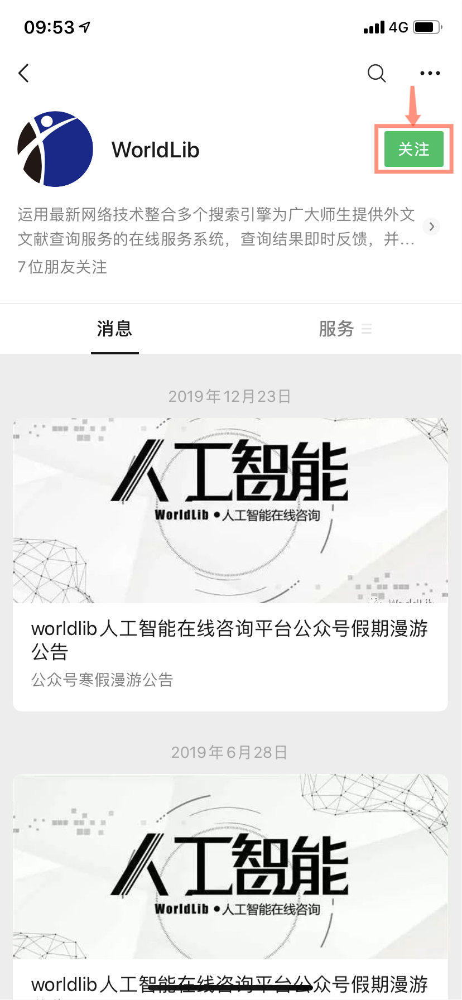 09:53
4G
WorldLib
关注
运用最新网络技术整合多个搜索引擎为广大师生提供外文
文献查询服务的在线服务系统，查询结果即时反馈，并...
7位朋友关注
消息
服务
2019年12月23日
人工智能
WorldLib •人工智能在线咨询
WorldLib
worldlib人工智能在线咨询平台公众号假期漫游
公告
公众号寒假漫游公告
2019年6月28日
人工智能
WorldLib •人工智能在线咨询
worldlib人工智能在线咨询平台公众号假期漫游